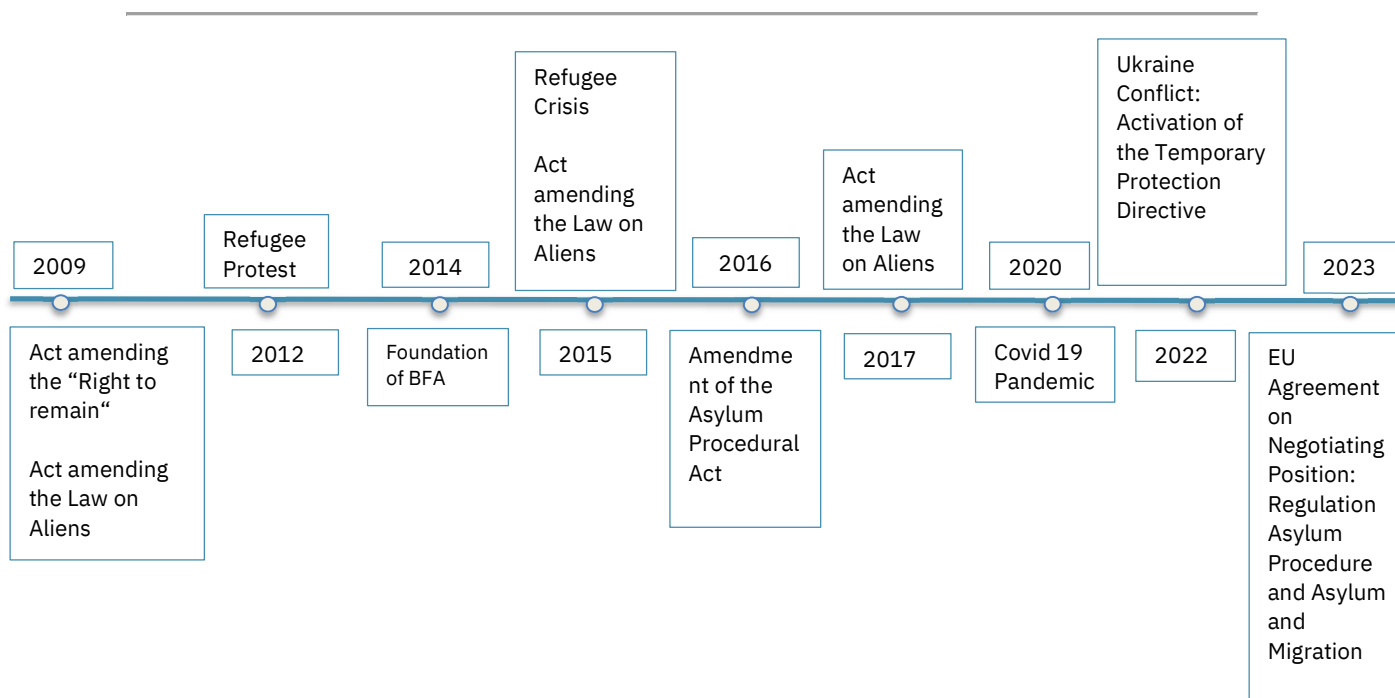 2009
Act amending
the “Right to
remain“
Act amending
the Law on
Aliens
Refugee
Protest
2012
2014
Foundation
of BFA
Refugee
Crisis
Act
amending
the Law on
Aliens
2015
2016
Amendme
nt of the
Asylum
Procedural
Act
Act
amending
the Law
on Aliens
2017
2020
Covid 19
Pandemic
Ukraine
Conflict:
Activation of
the Temporary
Protection
Directive
2022
2023
EU
Agreement
on
Negotiating
Position:
Regulation
Asylum
Procedure
and Asylum
and
Migration